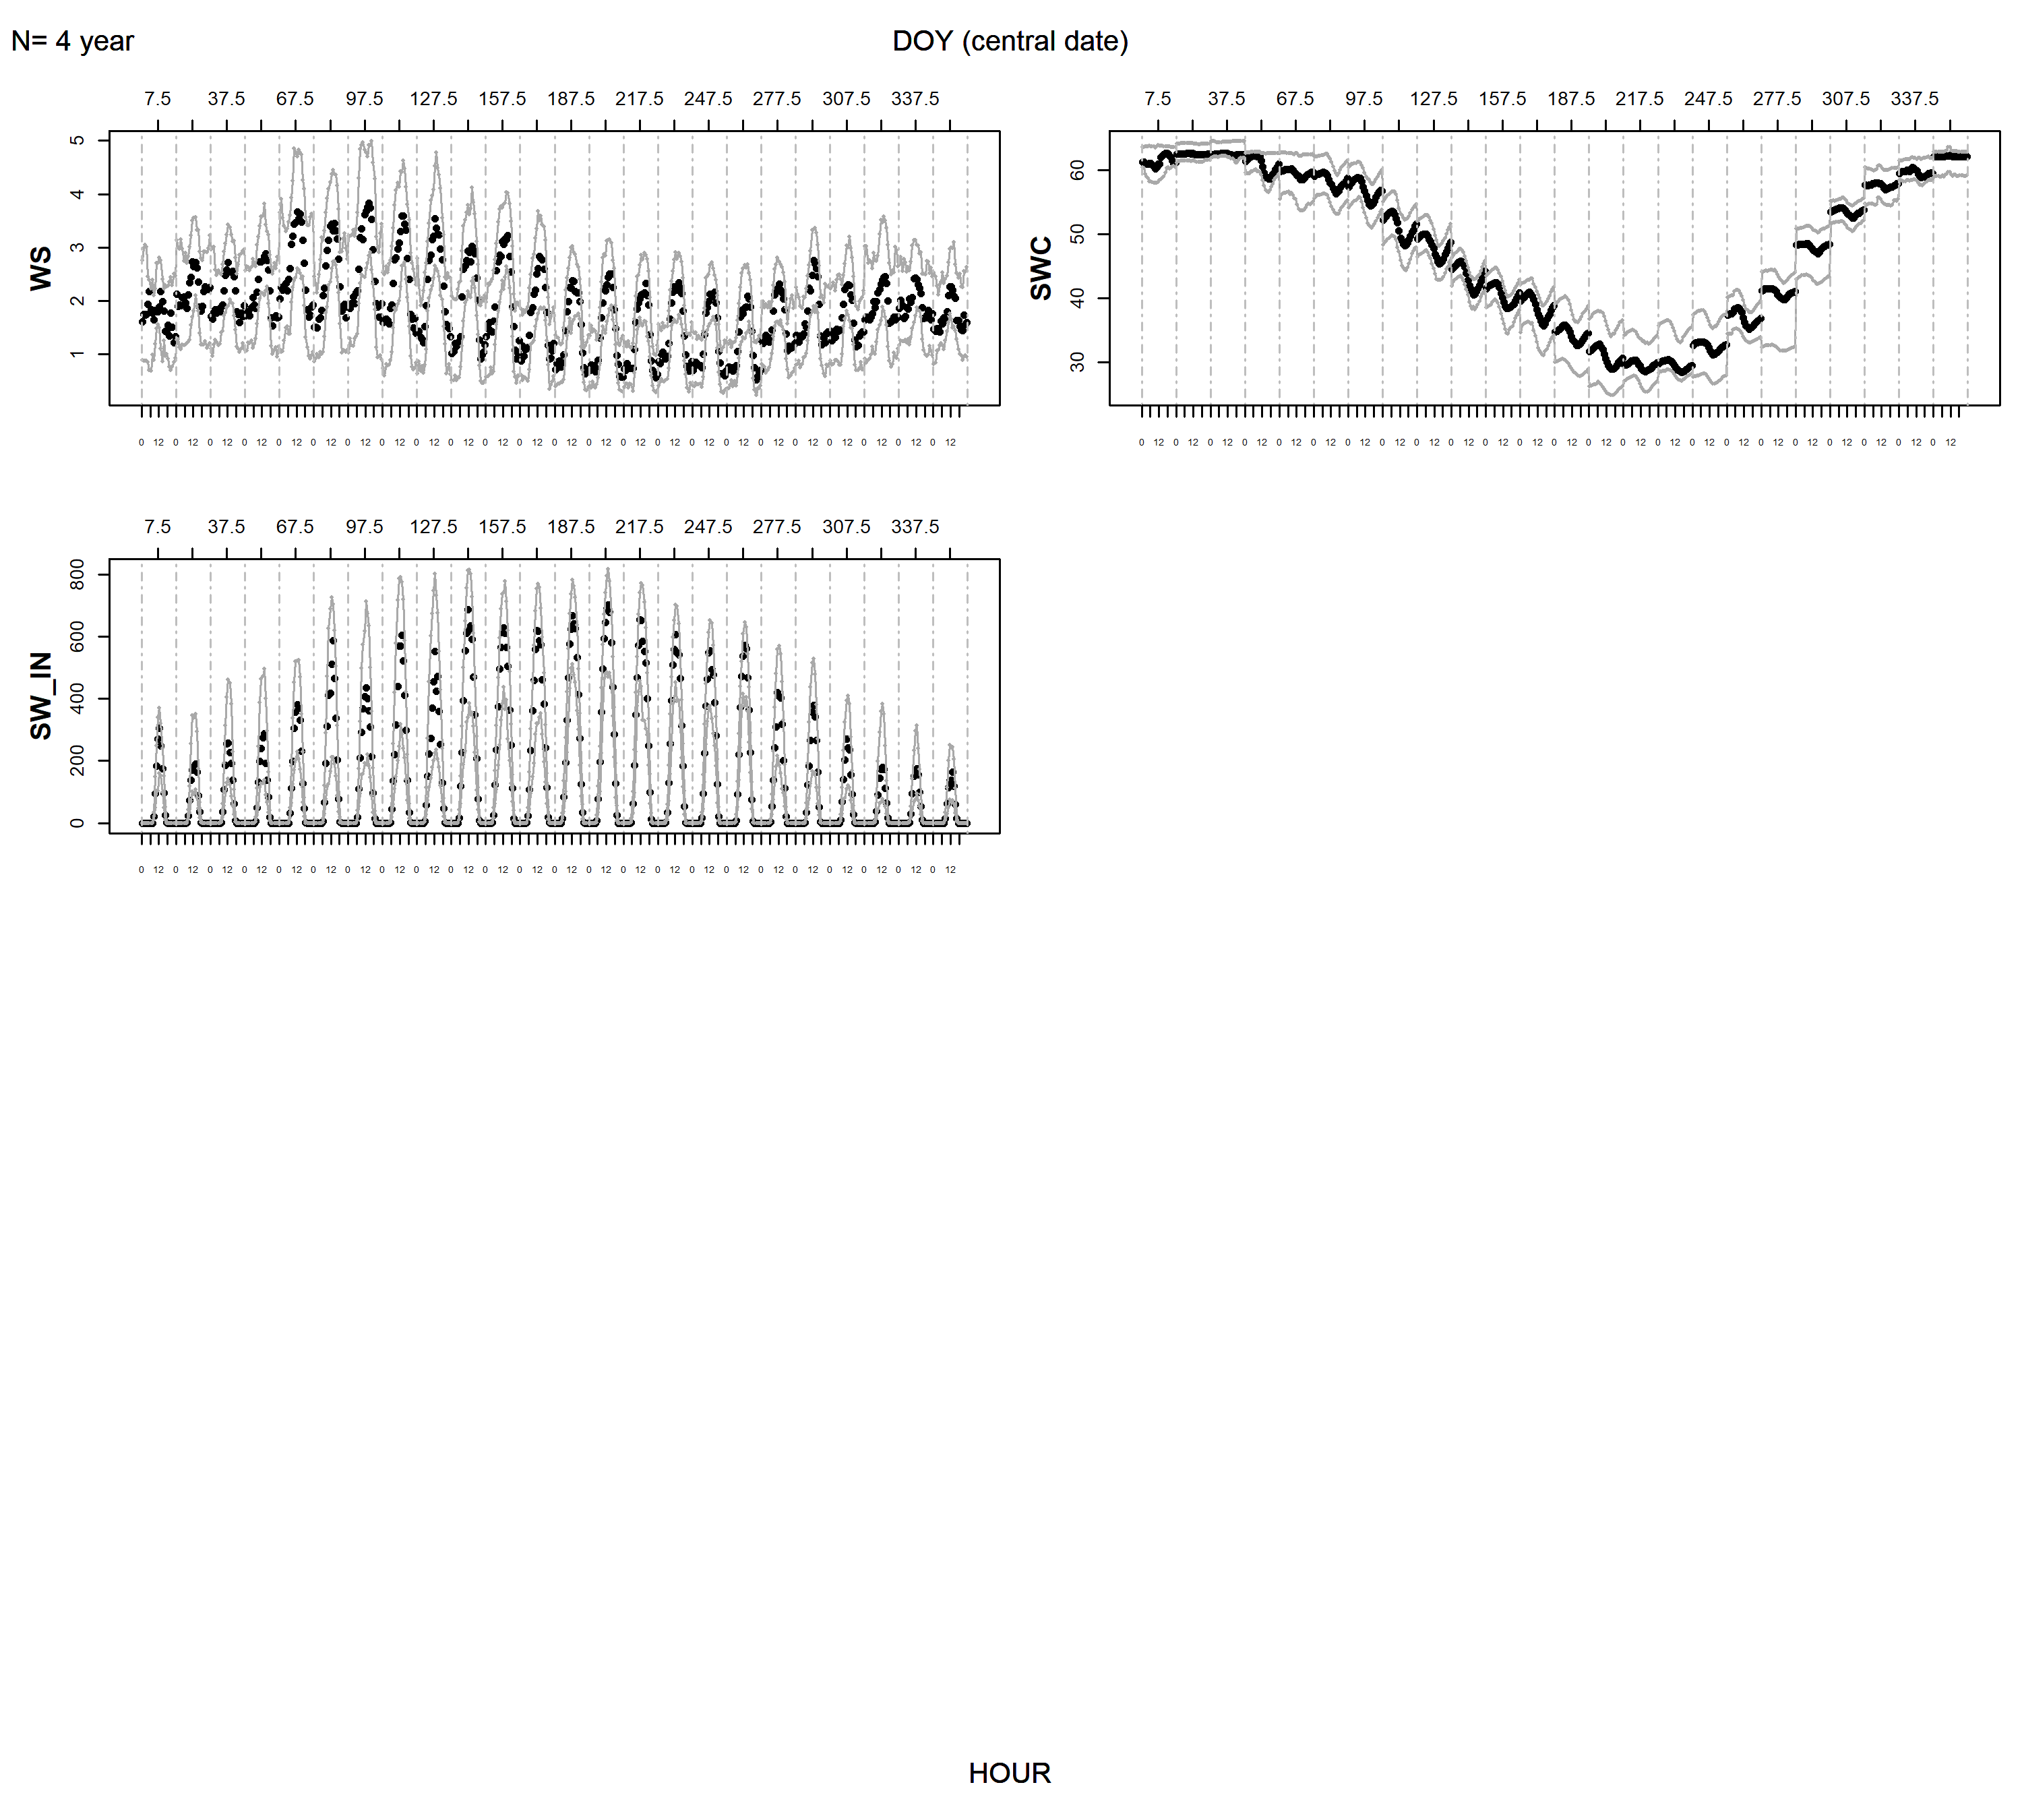 N= 4 year
DOY (central date)
7.5 37.5 67.5 97.5 127.5 157.5 187.5 217.5 247.5 277.5 307.5 337.5
WS
5
4
3
2
1
0 12 0 12 0 12 0 12 0 12 0 12 0 12 0 12 0 12 0 12 0 12 0 12 0 12 0 12 0 12 0 12 0 12 0 12 0 12 0 12 0 12 0 12 0 12 0 12
7.5 37.5 67.5 97.5 127.5 157.5 187.5 217.5 247.5 277.5 307.5 337.5
SWC
60
50
40
30
0 12 0 12 0 12 0 12 0 12 0 12 0 12 0 12 0 12 0 12 0 12 0 12 0 12 0 12 0 12 0 12 0 12 0 12 0 12 0 12 0 12 0 12 0 12 0 12
7.5 37.5 67.5 97.5 127.5 157.5 187.5 217.5 247.5 277.5 307.5 337.5
SW_IN
800
600
400
200
0
0 12 0 12 0 12 0 12 0 12 0 12 0 12 0 12 0 12 0 12 0 12 0 12 0 12 0 12 0 12 0 12 0 12 0 12 0 12 0 12 0 12 0 12 0 12 0 12
HOUR